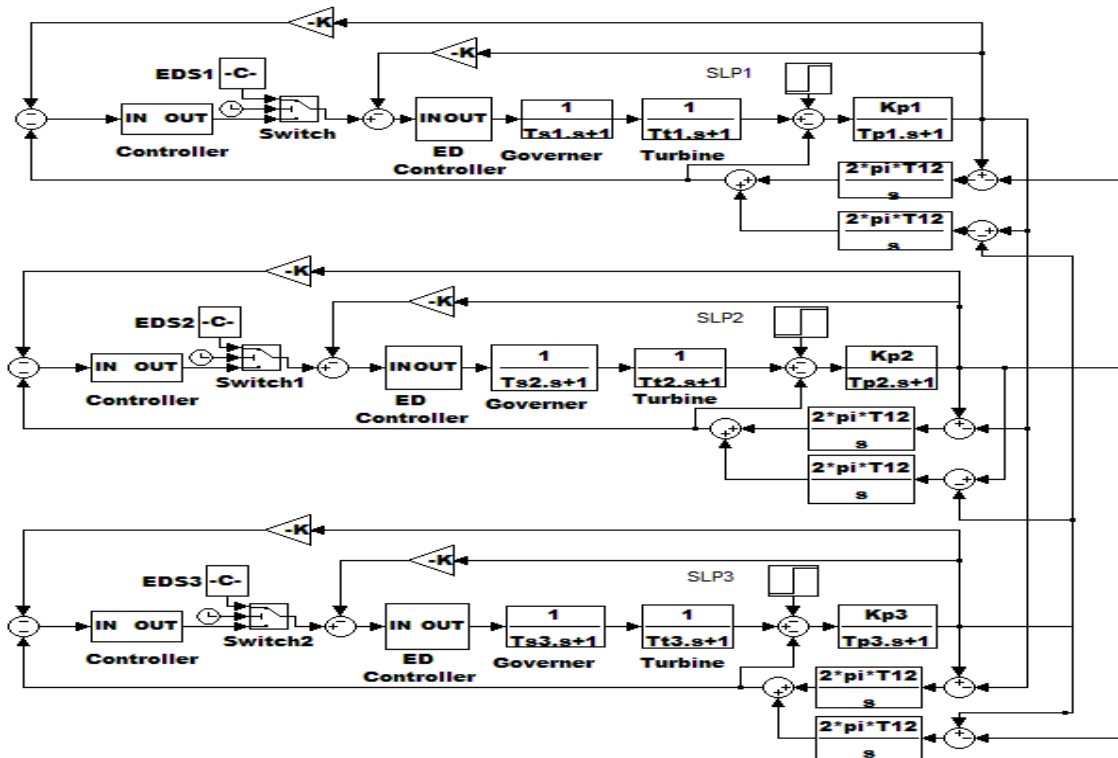 -K
-K
EDS1 -C-
SLP1
IN OUT
Controller
Switch
+ −
IN OUT
ED
Controller
1
Ts1.s+1
Governer
1
Tt1.s+1
Turbine
Kp1
Tp1.s+1
2*pi*T12
s
2*pi*T12
s
-K
-K
EDS2 -C-
SLP2
IN OUT
Controller
Switch1
+ −
IN OUT
ED
Controller
1
Ts2.s+1
Governer
1
Tt2.s+1
Turbine
Kp2
Tp2.s+1
2*pi*T12
s
2*pi*T12
s
-K
-K
EDS3 -C-
SLP3
IN OUT
Controller
Switch2
+ −
IN OUT
ED
Controller
1
Ts3.s+1
Governer
1
Tt3.s+1
Turbine
Kp3
Tp3.s+1
2*pi*T12
s
2*pi*T12
s